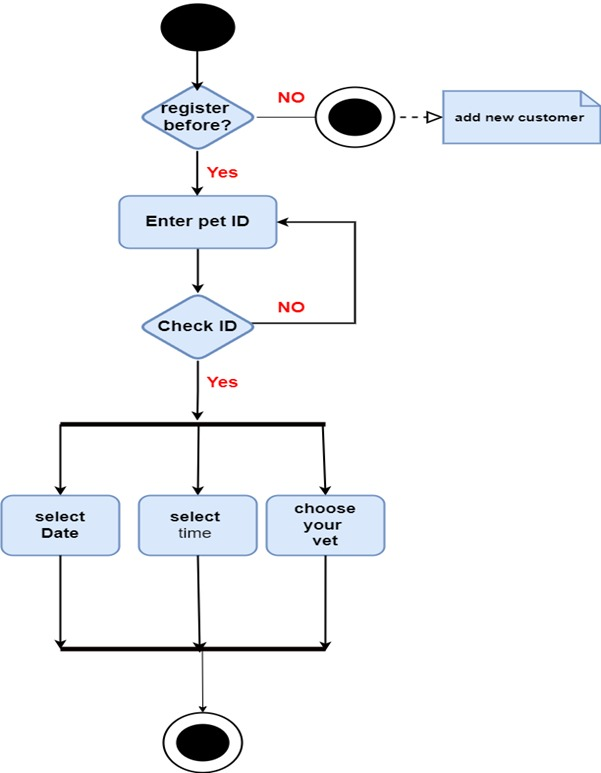 register
before?
NO
add new customer
Yes
Enter pet ID
NO
Check ID
Yes
select
Date
select
time
choose
your
vet